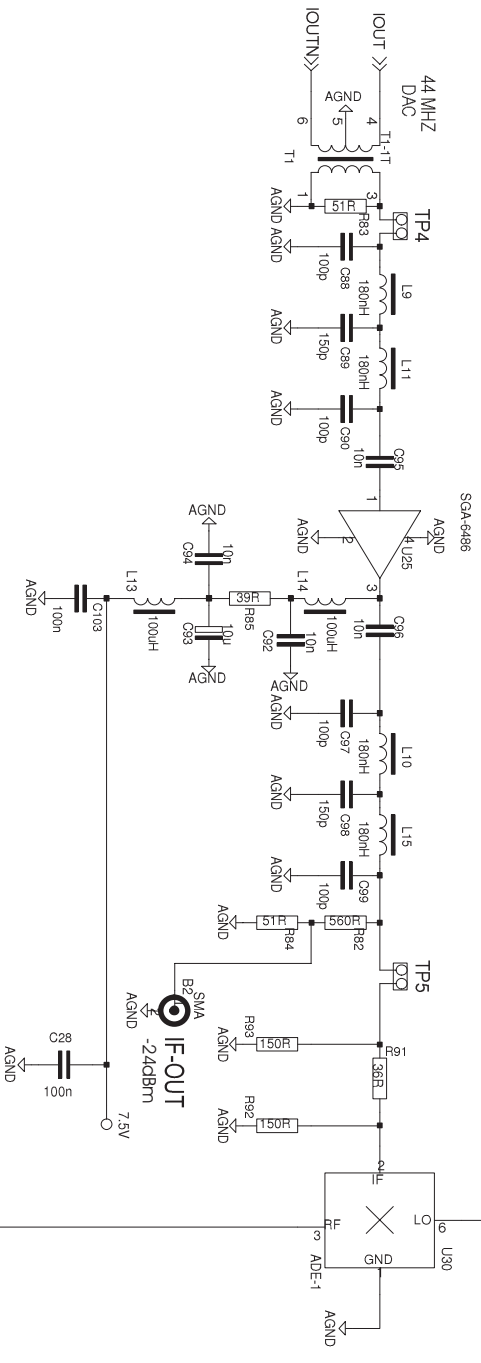 44 MHZ
DAC
IOUT
IOUTN
AGND
4
5
6
T1-1T
T1
1
3
AGND
51R
R83
TP4
AGND
100p
C88
180nH
L9
AGND
150p
C89
180nH
L11
AGND
100p
C90
10n
C95
SGA-6486
1
AGND
4
U25
2
AGND
3
10n
C96
100uH
L14
10n
C92
AGND
39R
R85
AGND
10n
C94
10u
C93
AGND
L13
100uH
C103
100n
AGND
AGND
100p
C97
180nH
L10
AGND
150p
C98
180nH
L15
AGND
100p
C99
AGND
51R
R84
560R
R82
TP5
B2
SMA
1
2
AGND
IF-OUT
-24dBm
R93
150R
AGND
R91
36R
R92
150R
AGND
C28
100n
AGND
7.5V
2
IF
LO
6
RF
3
GND
1
U30
ADE-1
AGND